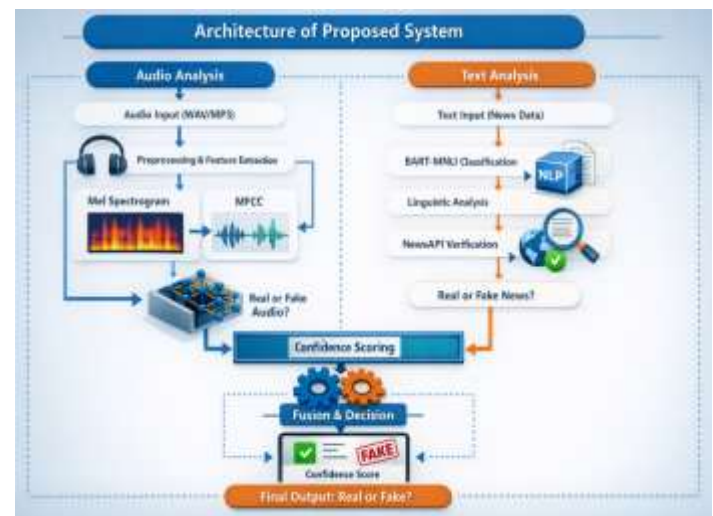 Architecture of Proposed System
Audio Analysis
Audio Input (WAV/MP3)
Preprocessing & Feature Extraction
Mel Spectrogram
MFCC
Real or Fake
Audio?
Text Analysis
Text Input (News Data)
BART-MNLI Classification
NLP
Linguistic Analysis
NewsAPI Verification
Real or Fake News?
Confidence Scoring
Fusion & Decision
FAKE
Confidence Score
Final Output: Real or Fake?